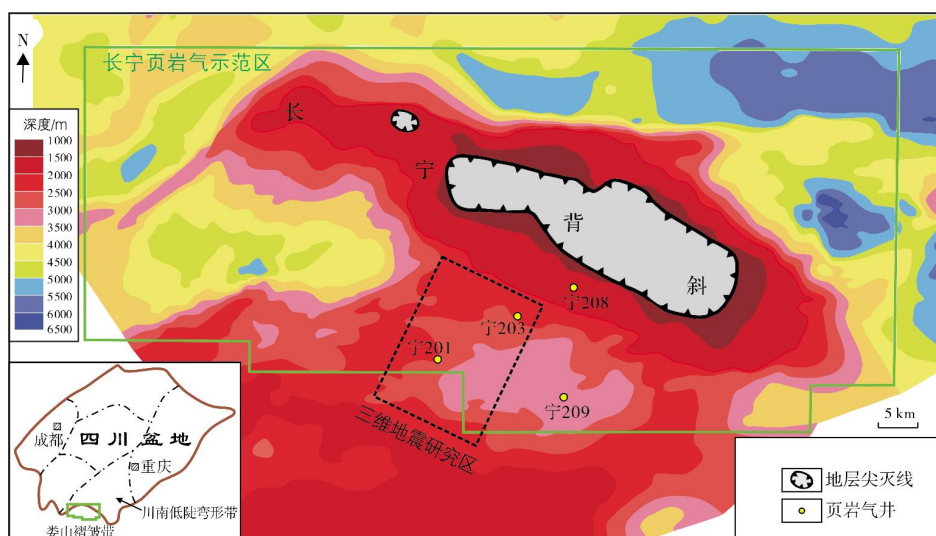 N
长宁页岩气示范区
深度/m
1000
1500
2000
2500
3000
3500
4000
4500
5000
5500
6000
6500
长
宁
背
斜
宁208
宁203
宁201
宁209
三维地震研究区
5 km
成都
四川盆地
重庆
川南低陡弯形带
娄山褶皱带
地层尖灭线
页岩气井